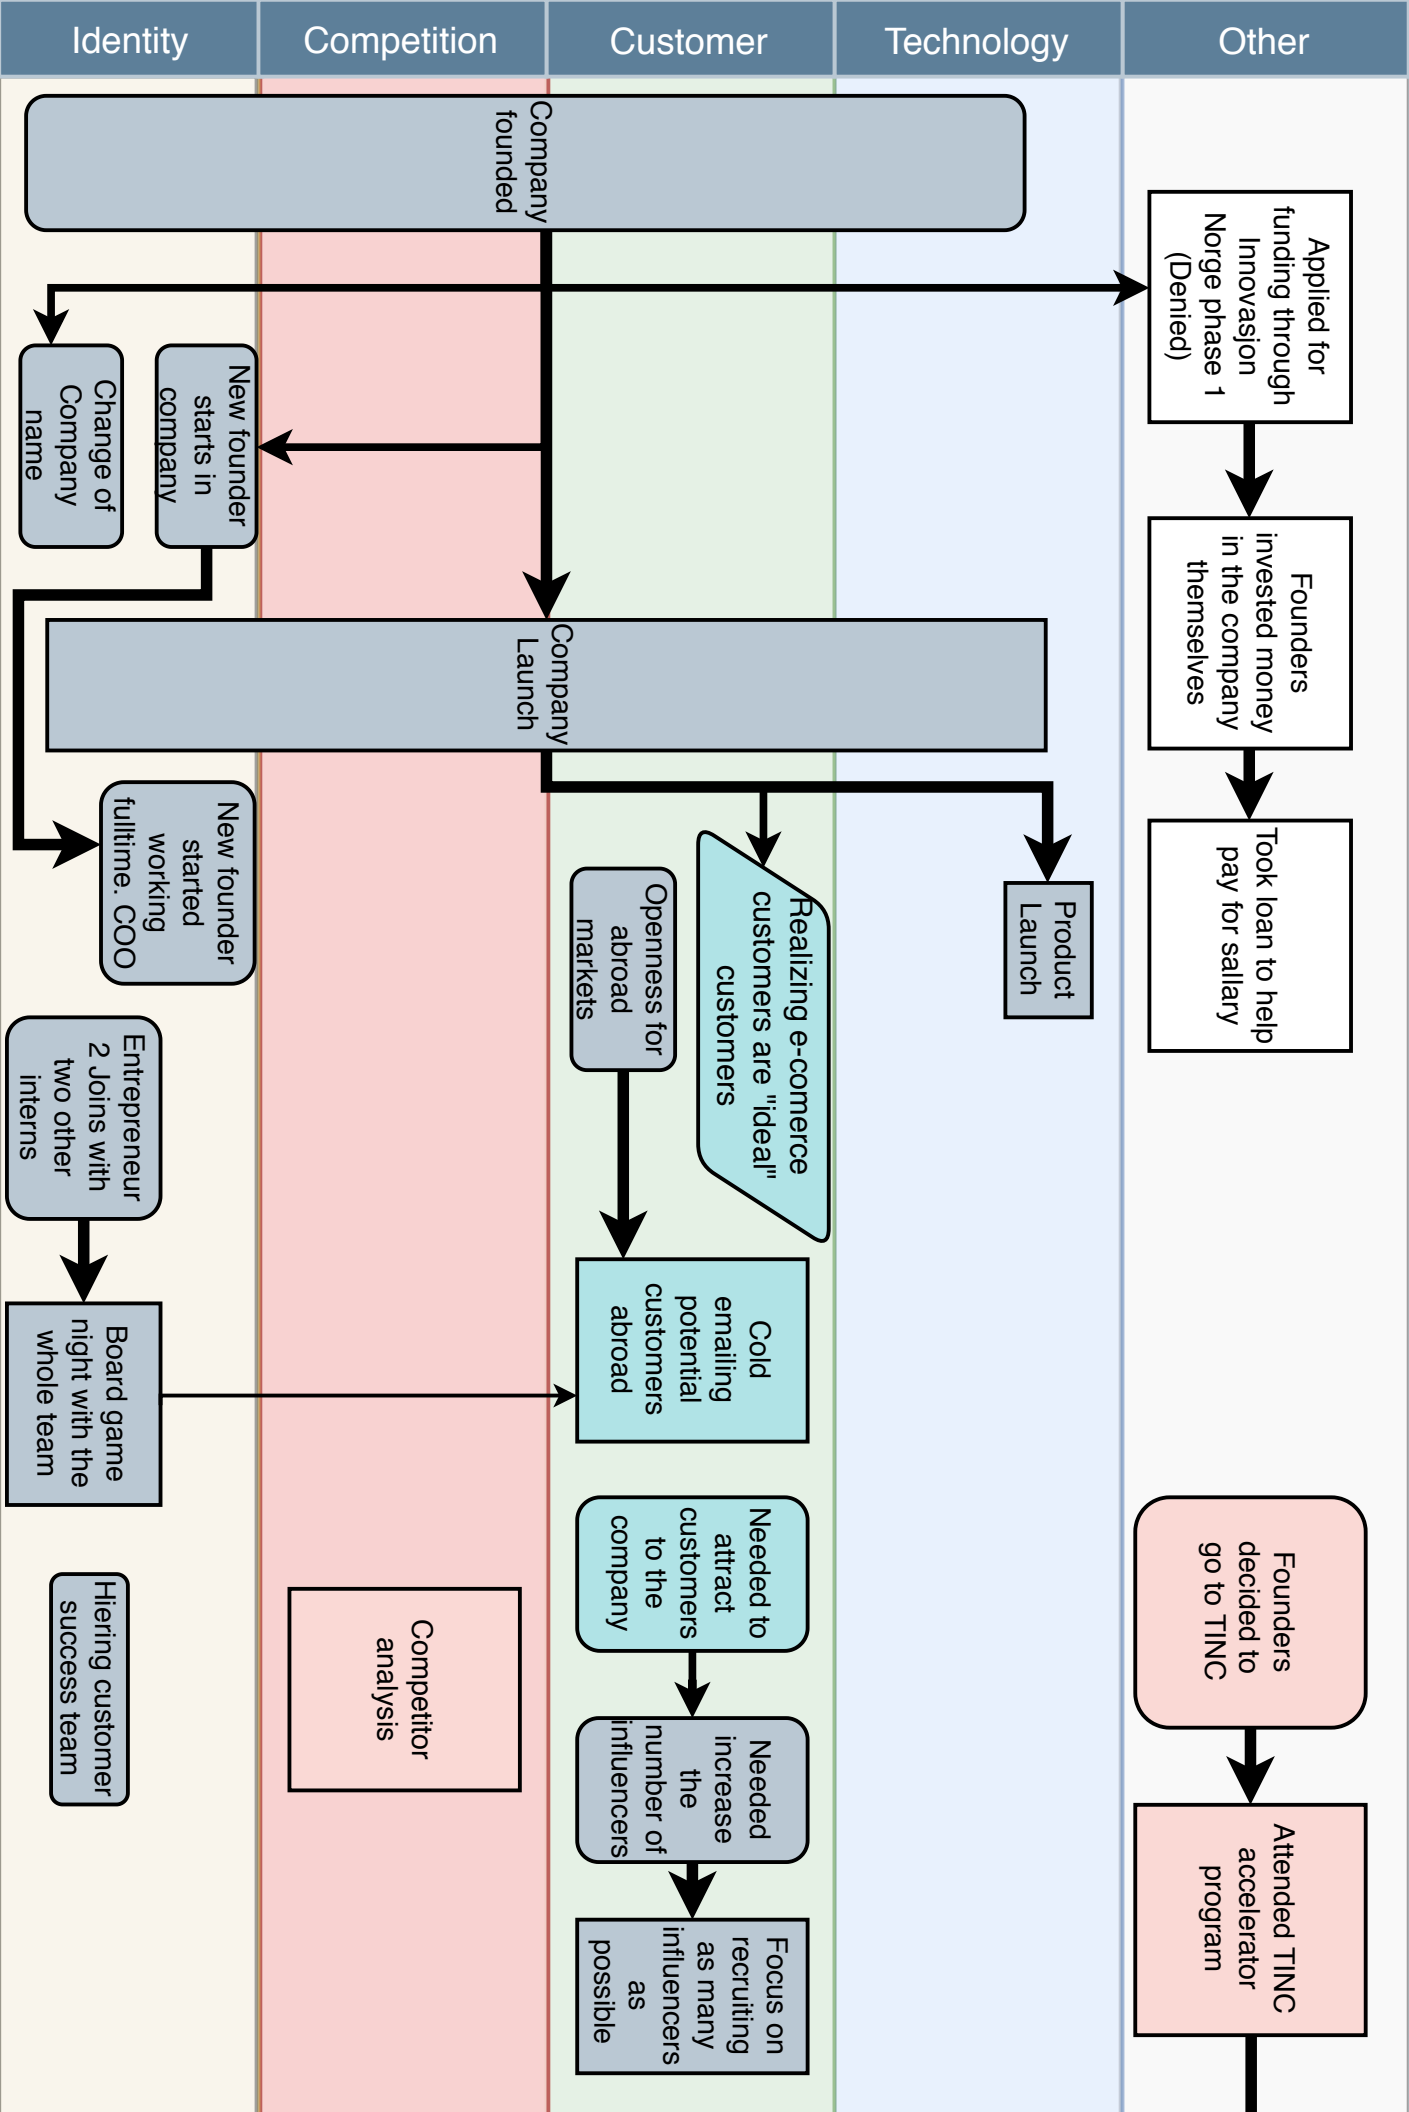 Identity
Competition
Customer
Technology
Other
Company
founded
Applied for
funding through
Innovasjon
Norge phase 1
(Denied)
New founder
starts in
company
Change of
Company
name
Founders
invested money
in the company
themselves
Company
Launch
Took loan to help
pay for sallary
New founder
started
working
fulltime. COO
Product
Launch
Realizing e-comerce
customers are "ideal"
customers
Openness for
abroad
markets
Entrepreneur
2 Joins with
two other
interns
Cold
emailing
potential
customers
abroad
Board game
night with the
whole team
Founders
decided to
go to TINC
Needed to
attract
customers
to the
company
Competitor
analysis
Hiering customer
success team
Needed
increase
the
number of
influencers
Attended TINC
accelerator
program
Focus on
recruiting
as many
influencers
as
possible